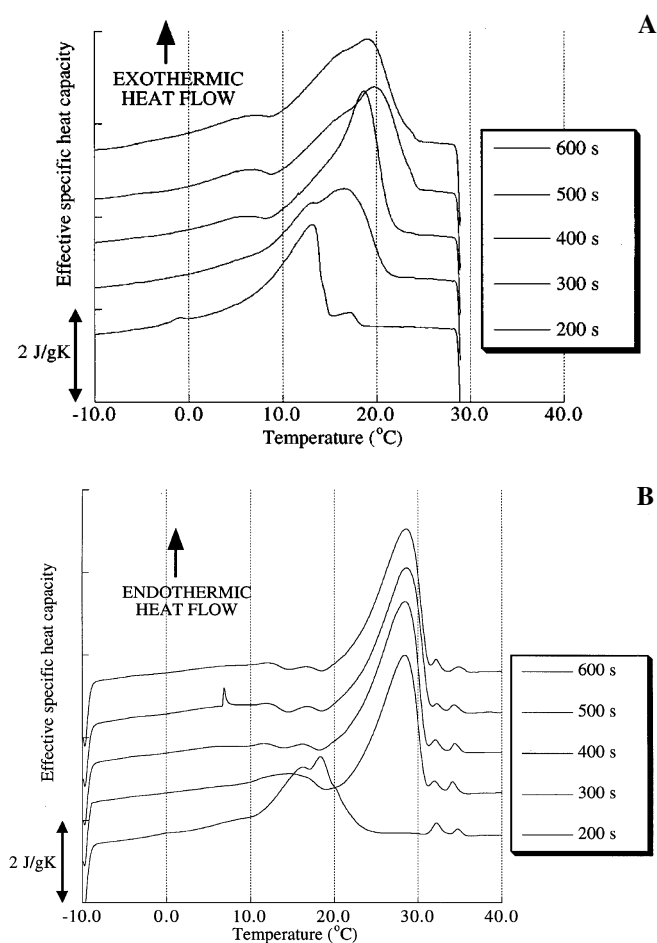 A
EXOTHERMIC
HEAT FLOW
Effective specific heat capacity
2 J/gK
600 s
500 s
400 s
300 s
200 s
-10.0 0.0 10.0 20.0 30.0 40.0
Temperature (°C)
B
ENDOTHERMIC
HEAT FLOW
Effective specific heat capacity
2 J/gK
600 s
500 s
400 s
300 s
200 s
-10.0 0.0 10.0 20.0 30.0 40.0
Temperature (°C)